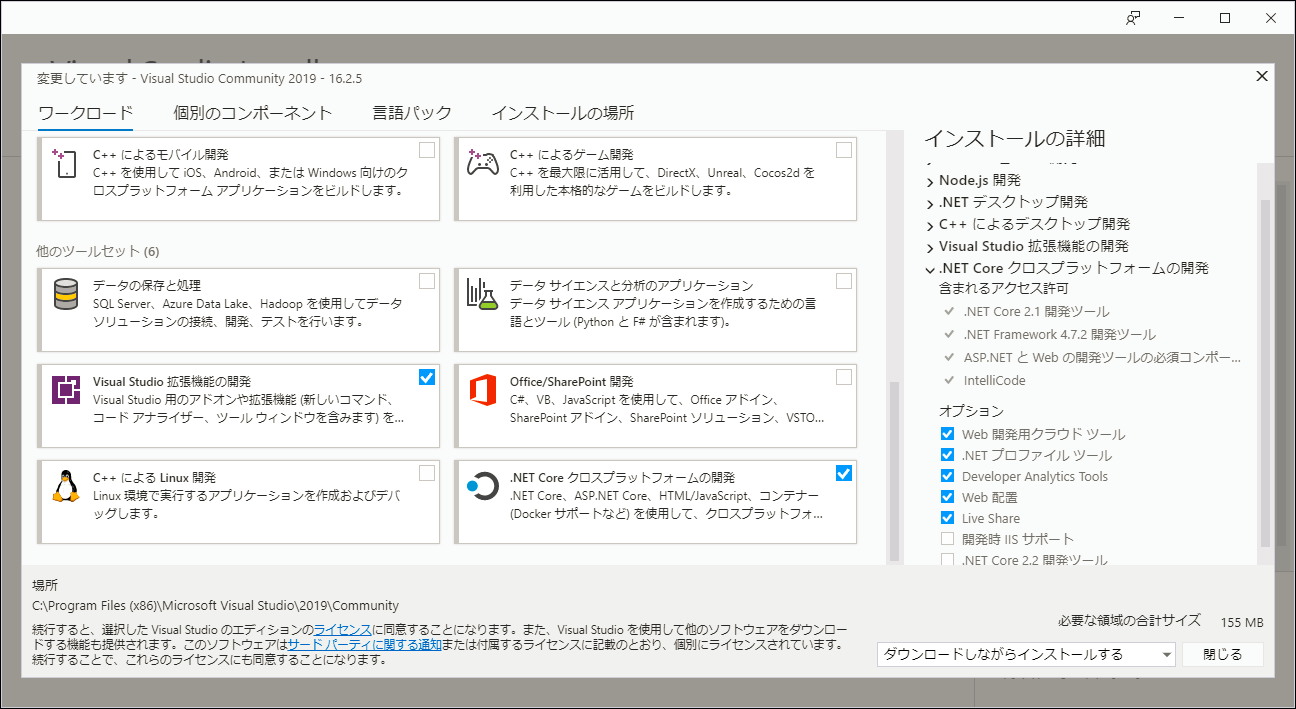 変更しています - Visual Studio Community 2019 - 16.2.5
ワークロード
個別のコンポーネント
言語パック
インストールの場所
C++ によるモバイル開発
C++ を使用して iOS、Android、または Windows 向けのク
ロスプラットフォーム アプリケーションをビルドします。
C++ によるゲーム開発
C++ を最大限に活用して、DirectX、Unreal、Cocos2d を
利用した本格的なゲームをビルドします。
他のツールセット (6)
データの保存と処理
SQL Server、Azure Data Lake、Hadoop を使用してデータ
ソリューションの接続、開発、テストを行います。
データ サイエンスと分析のアプリケーション
データ サイエンス アプリケーションを作成するための言
語とツール (Python と F# が含まれます)。
Visual Studio 拡張機能の開発
Visual Studio 用のアドオンや拡張機能 (新しいコマンド、
コード アナライザー、ツール ウィンドウを含みます) を...
Office/SharePoint 開発
C#、VB、JavaScript を使用して、Office アドイン、
SharePoint アドイン、SharePoint ソリューション、VSTO...
C++ による Linux 開発
Linux 環境で実行するアプリケーションを作成およびデバ
ッグします。
.NET Core クロスプラットフォームの開発
.NET Core、ASP.NET Core、HTML/JavaScript、コンテナー
(Docker サポートなど) を使用して、クロスプラットフォ...
インストールの詳細
Node.js 開発
.NET デスクトップ開発
C++ によるデスクトップ開発
Visual Studio 拡張機能の開発
.NET Core クロスプラットフォームの開発
含まれるアクセス許可
.NET Core 2.1 開発ツール
.NET Framework 4.7.2 開発ツール
ASP.NET と Web の開発ツールの必須コンポー...
IntelliCode
オプション
Web 開発用クラウド ツール
.NET プロファイル ツール
Developer Analytics Tools
Web 配置
Live Share
開発時 IIS サポート
.NET Core 2.2 開発ツール
場所
C:\Program Files (x86)\Microsoft Visual Studio\2019\Community
続行すると、選択した Visual Studio のエディションのライセンスに同意することになります。また、Visual Studio を使用して他のソフトウェアをダウンロー
ドする機能も提供されます。このソフトウェアはサード パーティに関する通知または付属するライセンスに記載のとおり、個別にライセンスされています。
続行することで、これらのライセンスにも同意することになります。
必要な領域の合計サイズ 155 MB
ダウンロードしながらインストールする
閉じる